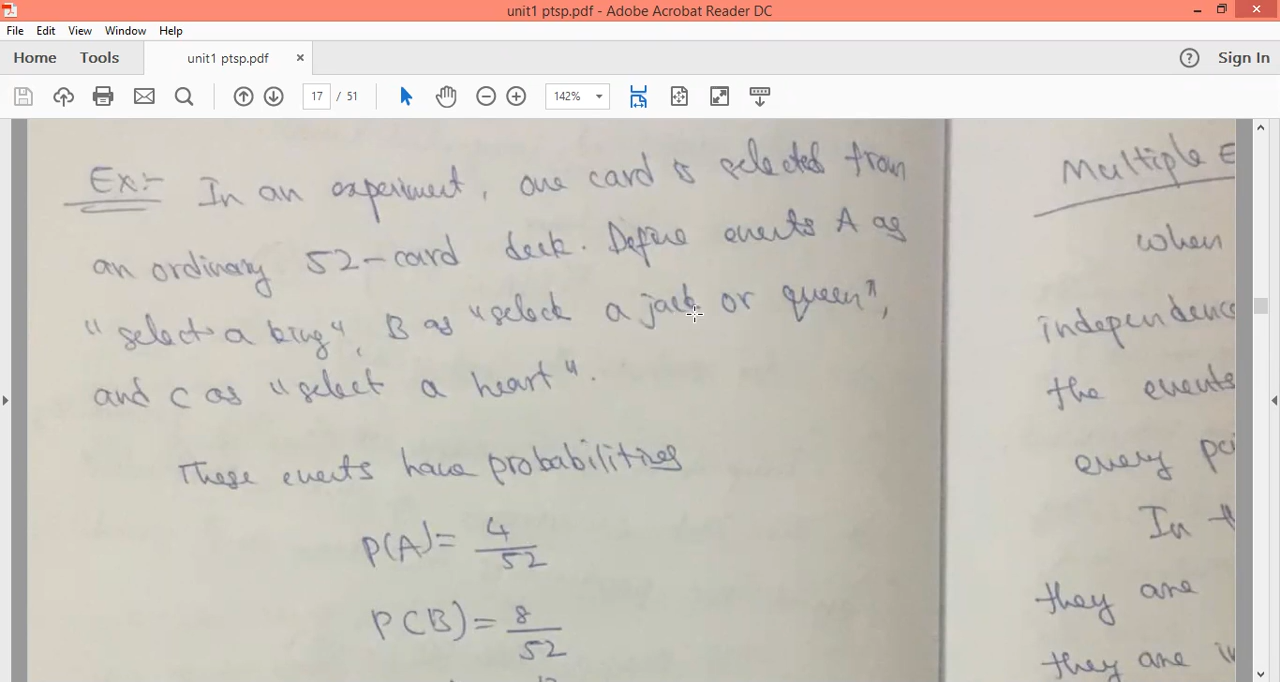 unit1 ptsp.pdf - Adobe Acrobat Reader DC
File Edit View Window Help
Home Tools unit1 ptsp.pdf × Sign In
17 / 51 142%
Ex:- In an experiment, one card is selected from
an ordinary 52-card deck. Define events A as
"select a king", B as "select a jack or queen",
and C as "select a heart".
These events have probabilities
P(A)= 4/52
P(B)= 8/52
Multiple E
when
independence
the events
every pai
In t
they are
they are in